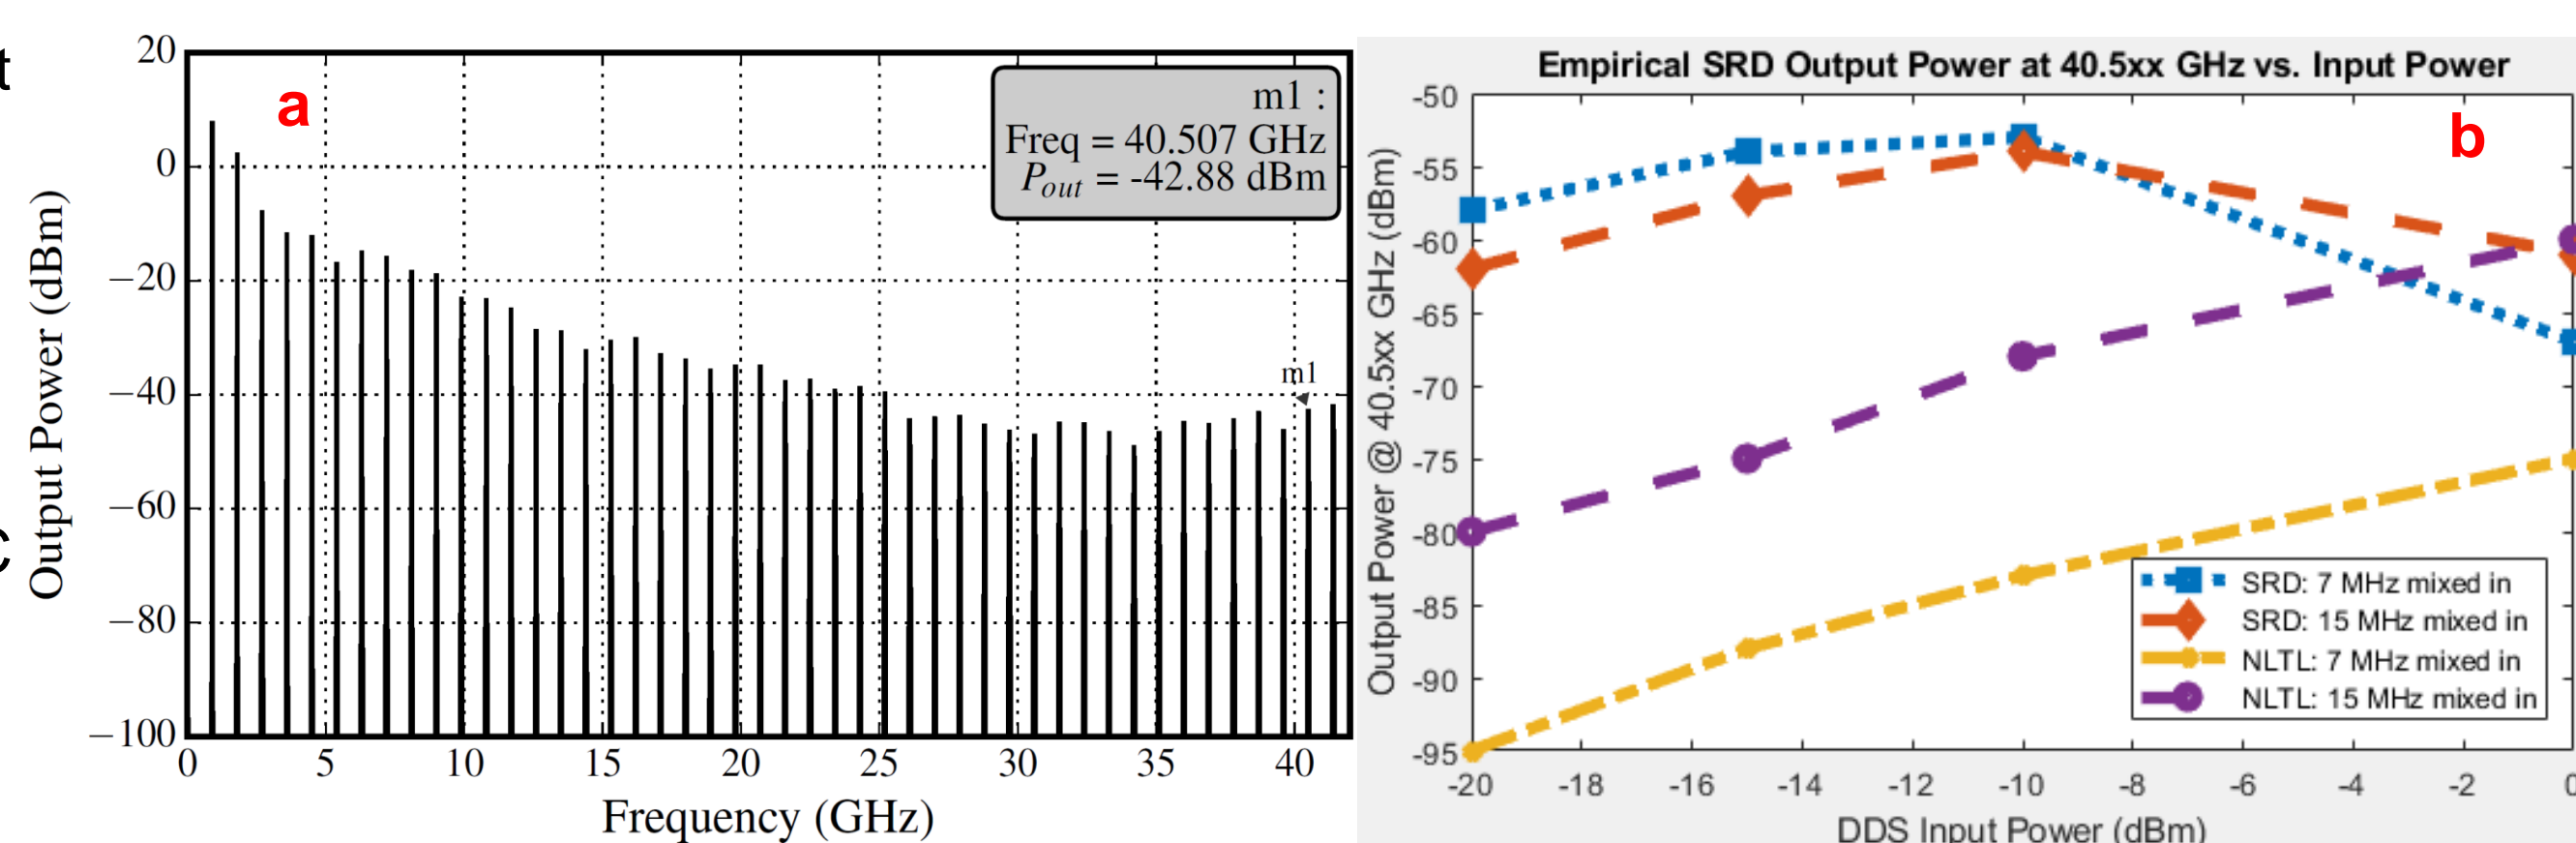 t
C
a
20
0
−20
−40
−60
−80
−100
Output Power (dBm)
m1 :
Freq = 40.507 GHz
Pout = -42.88 dBm
m1
0 5 10 15 20 25 30 35 40
Frequency (GHz)
Empirical SRD Output Power at 40.5xx GHz vs. Input Power
b
-50
-55
-60
-65
-70
-75
-80
-85
-90
-95
Output Power @ 40.5xx GHz (dBm)
SRD: 7 MHz mixed in
SRD: 15 MHz mixed in
NLTL: 7 MHz mixed in
NLTL: 15 MHz mixed in
-20 -18 -16 -14 -12 -10 -8 -6 -4 -2 0
DDS Input Power (dBm)